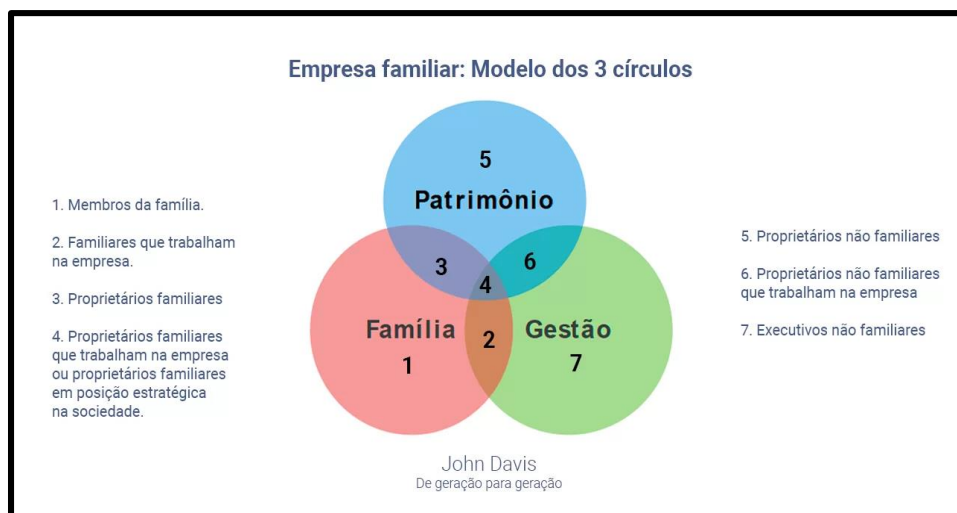 Empresa familiar: Modelo dos 3 círculos
1. Membros da família.
2. Familiares que trabalham
na empresa.
3. Proprietários familiares
4. Proprietários familiares
que trabalham na empresa
ou proprietários familiares
em posição estratégica
na sociedade.
5
Patrimônio
3
6
4
Família
2
Gestão
1
7
5. Proprietários não familiares
6. Proprietários não familiares
que trabalham na empresa
7. Executivos não familiares
John Davis
De geração para geração